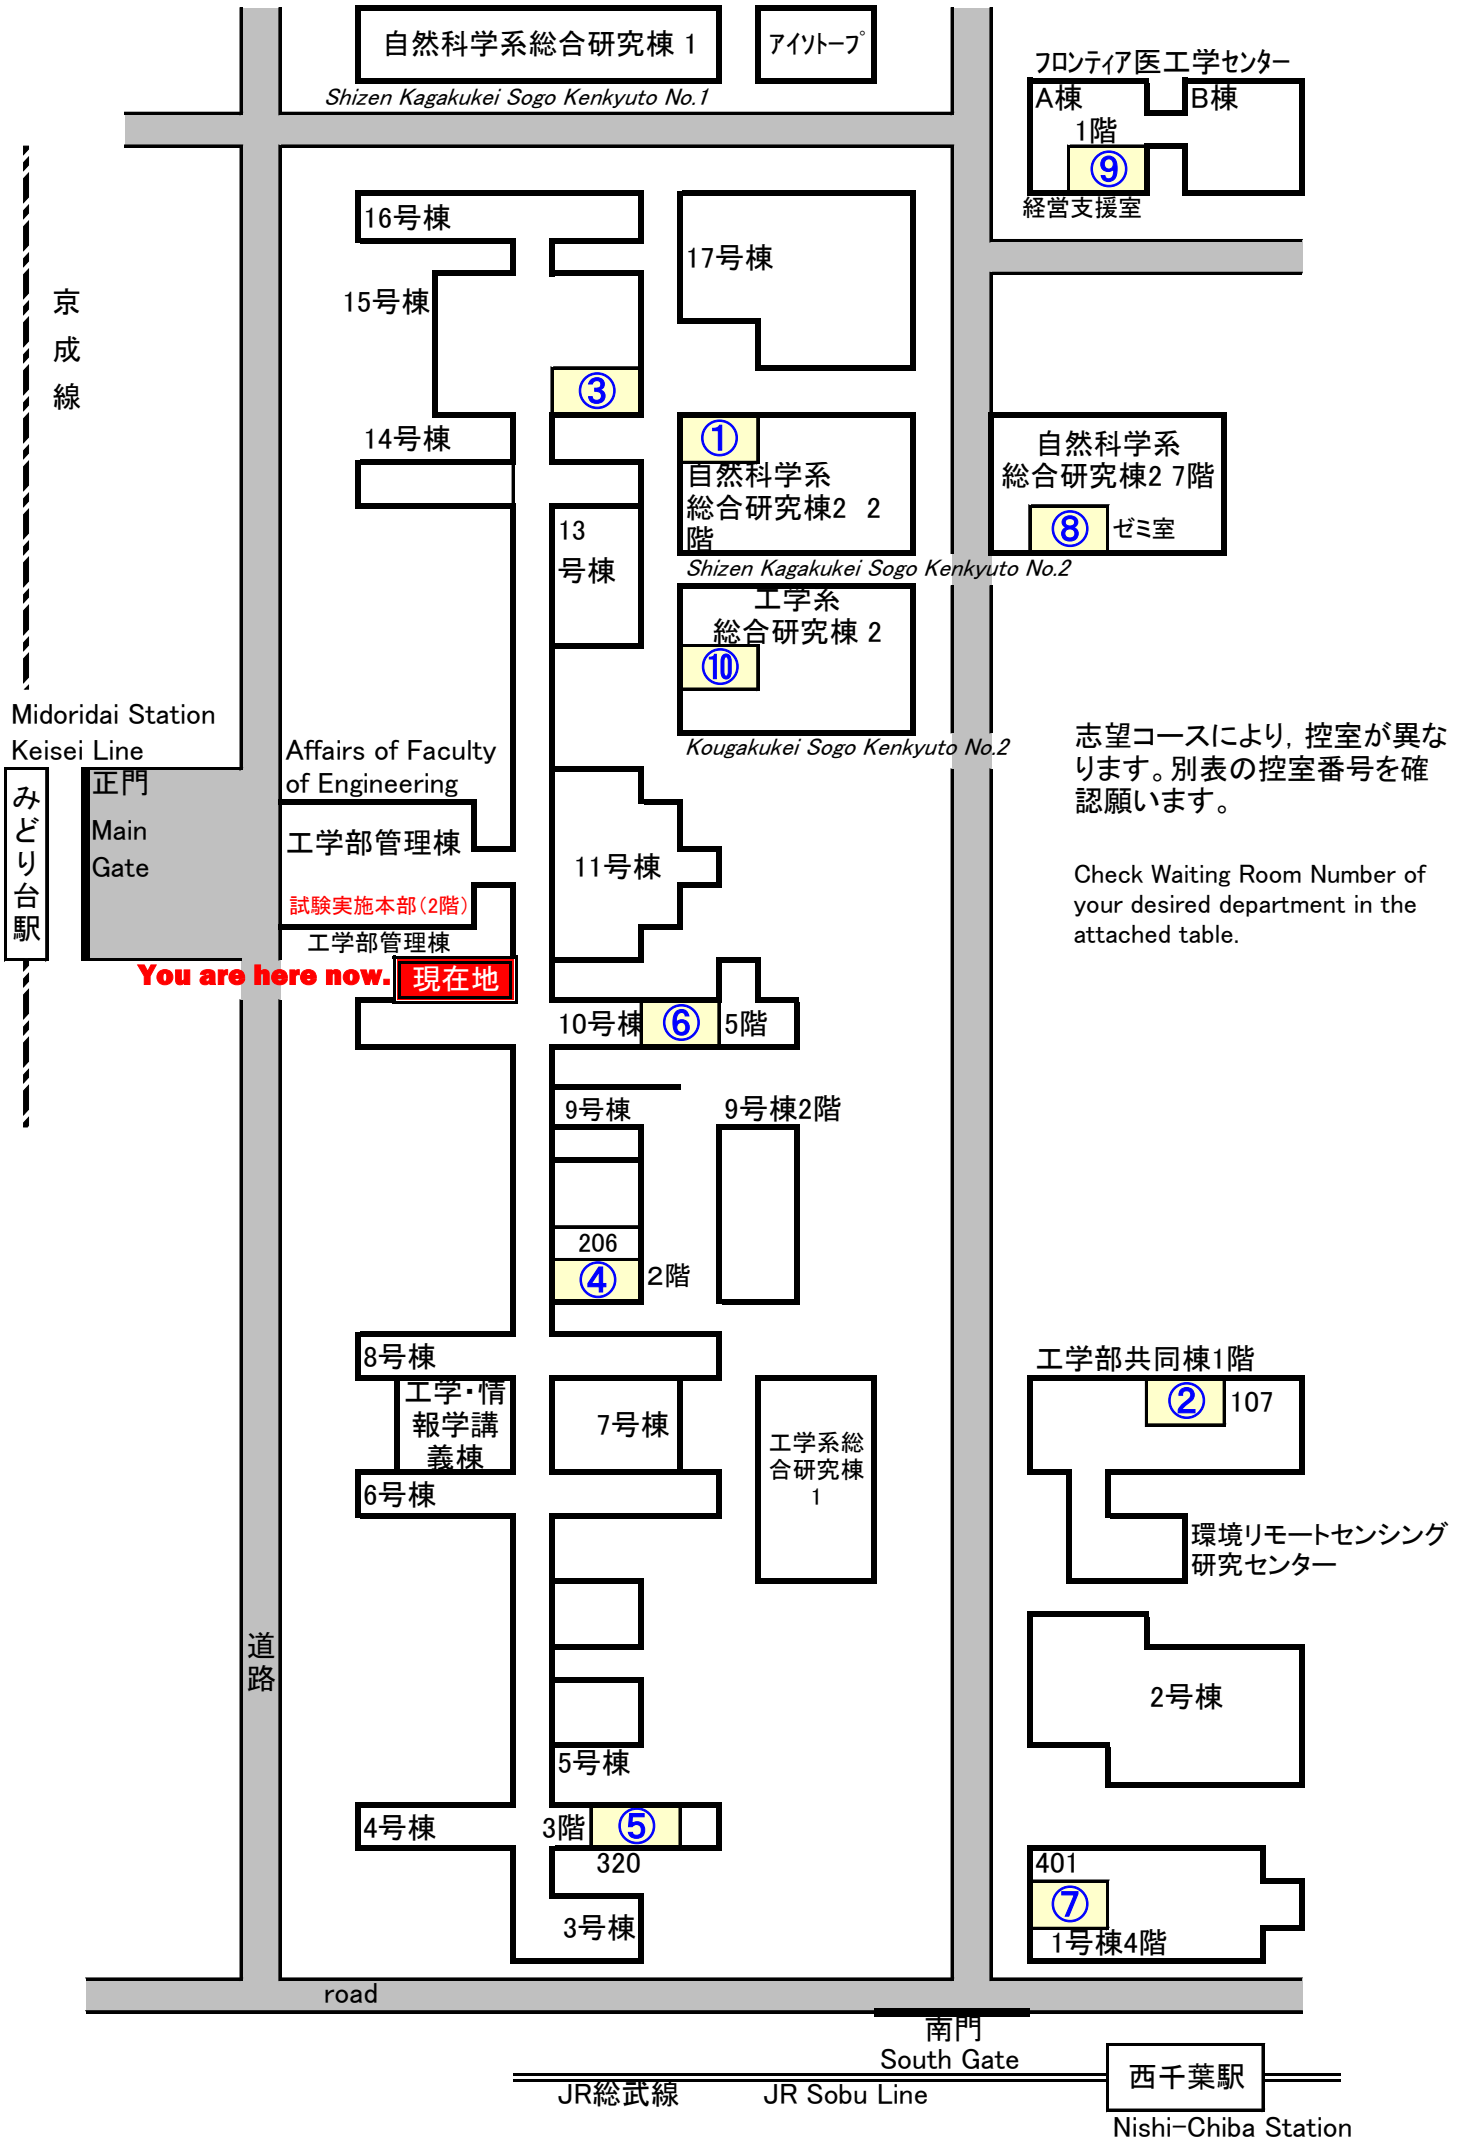 自然科学系総合研究棟 1
アイソトープ
Shizen Kagakukei Sogo Kenkyuto No.1
フロンティア医工学センター
A棟
B棟
1階
⑨
経営支援室
16号棟
17号棟
15号棟
京成線
③
14号棟
①
自然科学系
総合研究棟2 2
階
Shizen Kagakukei Sogo Kenkyuto No.2
自然科学系
総合研究棟2 7階
⑧
ゼミ室
13
号棟
工学系
総合研究棟 2
⑩
Kougakukei Sogo Kenkyuto No.2
Midoridai Station
Keisei Line
みどり台駅
正門
Main
Gate
Affairs of Faculty
of Engineering
工学部管理棟
試験実施本部(2階)
工学部管理棟
You are here now.
現在地
11号棟
志望コースにより, 控室が異な
ります。別表の控室番号を確
認願います。
Check Waiting Room Number of
your desired department in the
attached table.
10号棟
⑥
5階
9号棟
9号棟2階
206
④
2階
8号棟
工学・情
報学講
義棟
7号棟
工学系総
合研究棟
1
6号棟
工学部共同棟1階
②
107
環境リモートセンシング
研究センター
道路
2号棟
5号棟
4号棟
3階
⑤
320
3号棟
401
⑦
1号棟4階
road
南門
South Gate
JR総武線
JR Sobu Line
西千葉駅
Nishi-Chiba Station